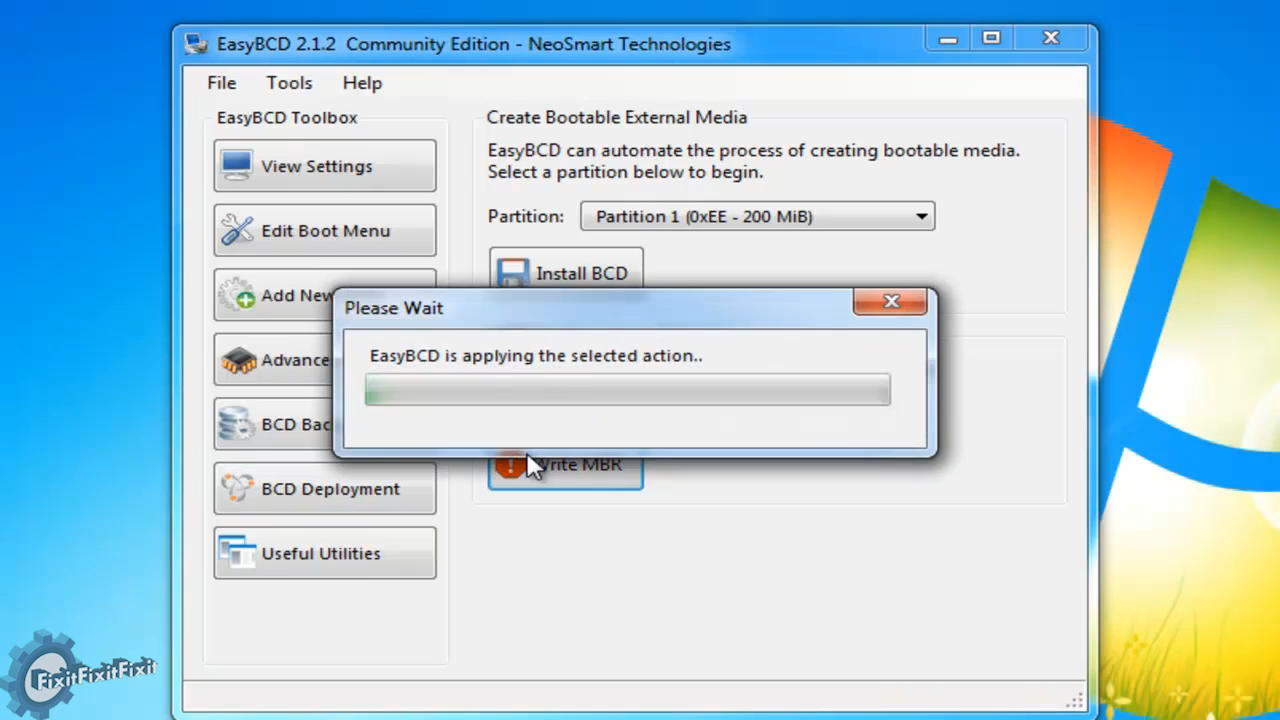 EasyBCD 2.1.2 Community Edition - NeoSmart Technologies
File Tools Help
EasyBCD Toolbox
View Settings
Edit Boot Menu
Add New
Advance
BCD Bac
BCD Deployment
Useful Utilities
Create Bootable External Media
EasyBCD can automate the process of creating bootable media.
Select a partition below to begin.
Partition: Partition 1 (0xEE - 200 MiB)
Install BCD
Please Wait
EasyBCD is applying the selected action..
Write MBR
FixitFixitFixit